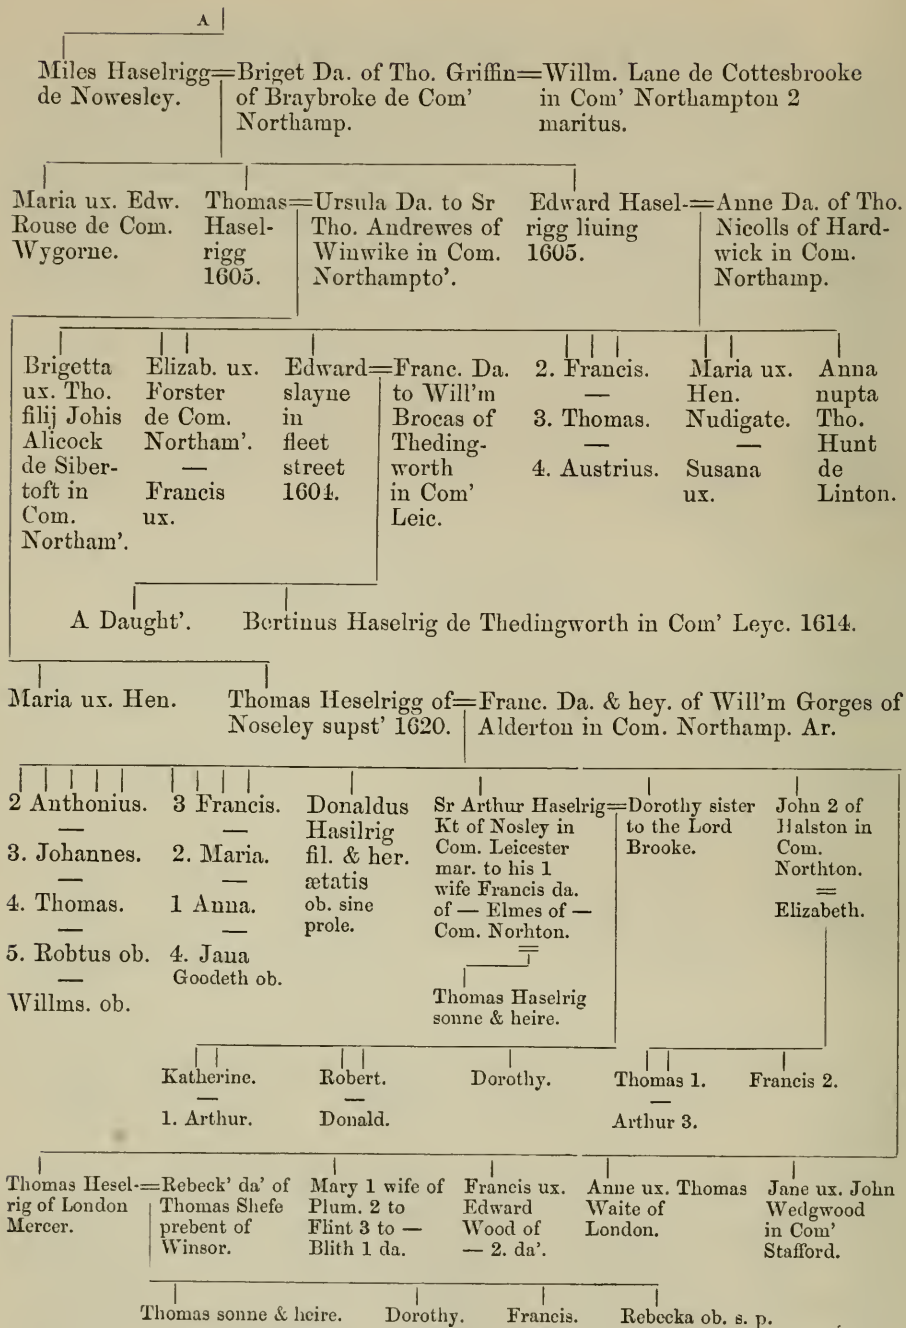 A
Miles Haselrigg=Briget Da. of Tho. Griffin=Willm. Lane de Cottesbrooke
de Nowesley. of Braybroke de Com' in Com' Northampton 2
Northamp. maritus.
Maria ux. Edw. Thomas=Ursula Da. to Sr Edward Hasel-=Anne Da. of Tho.
Rouse de Com. Hasel- Tho. Andrewes of rigg liuing Nicolls of Hard-
Wygorne. rigg Winwike in Com. 1605. wick in Com.
1605. Northampto'. Northamp.
Brigetta Elizab. ux. Edward=Franc. Da. 2. Francis. Maria ux. Anna
ux. Tho. Forster slayne to Will'm — Hen. nupta
filij Johis de Com. in Brocas of 3. Thomas. Nudigate. Tho.
Alicock Northam'. fleet Theding- — — Hunt
de Siber- — street worth 4. Austrius. Susana de
toft in Francis 1604. in Com' ux. Linton.
Com. ux. Leic.
Northam'.
A Daught'. Bertinus Haselrig de Thedingworth in Com' Leyc. 1614.
Maria ux. Hen. Thomas Heselrigg of=Franc. Da. & hey. of Will'm Gorges of
Noseley supst' 1620. Alderton in Com. Northamp. Ar.
2 Anthonius. 3 Francis. Donaldus Sr Arthur Haselrig=Dorothy sister John 2 of
— — Hasilrig Kt of Nosley in to the Lord Halston in
3. Johannes. 2. Maria. fil. & her. Com. Leicester Brooke. Com.
— — ætatis mar. to his 1 Northton.
4. Thomas. 1 Anna. ob. sine wife Francis da. =
— — prole. of — Elmes of — Elizabeth.
5. Robtus ob. 4. Jana Com. Norhton.
— Goodeth ob. =
Willms. ob. Thomas Haselrig
sonne & heire.
Katherine. Robert. Dorothy. Thomas 1. Francis 2.
— — —
1. Arthur. Donald. Arthur 3.
Thomas Hesel-=Rebeck' da' of Mary 1 wife of Francis ux. Anne ux. Thomas Jane ux. John
rig of London Thomas Shefe Plum. 2 to Edward Waite of Wedgwood
Mercer. prebent of Flint 3 to — Wood of London. in Com'
Winsor. Blith 1 da. — 2. da'. Stafford.
Thomas sonne & heire. Dorothy. Francis. Rebecka ob. s. p.